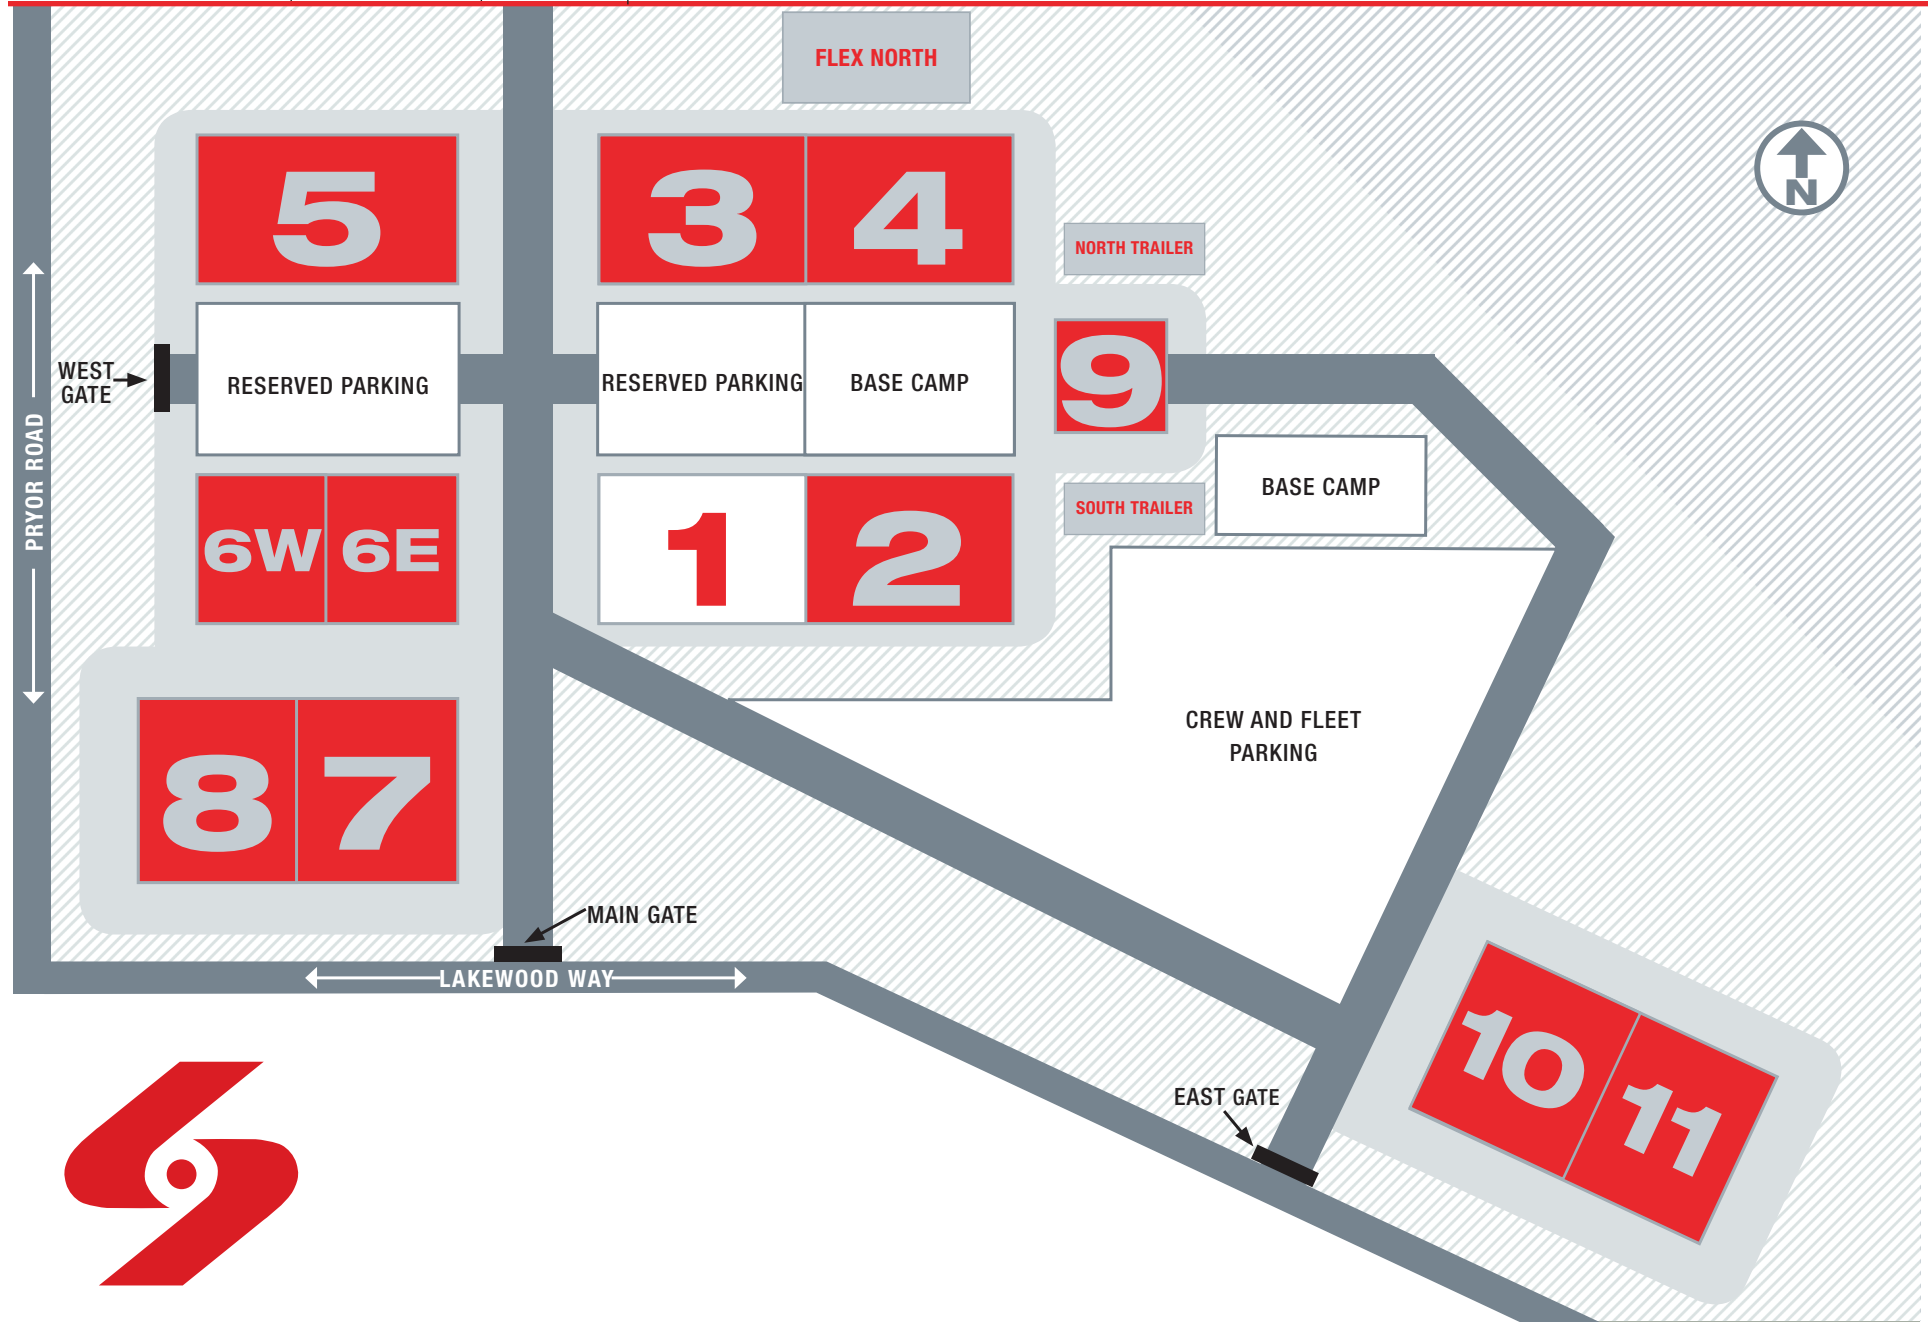 FLEX NORTH
5
3
4
N
NORTH TRAILER
WEST
GATE
RESERVED PARKING
RESERVED PARKING
BASE CAMP
9
PRYOR ROAD
BASE CAMP
SOUTH TRAILER
6W
6E
1
2
CREW AND FLEET
PARKING
8
7
MAIN GATE
LAKEWOOD WAY
EAST GATE
10
11